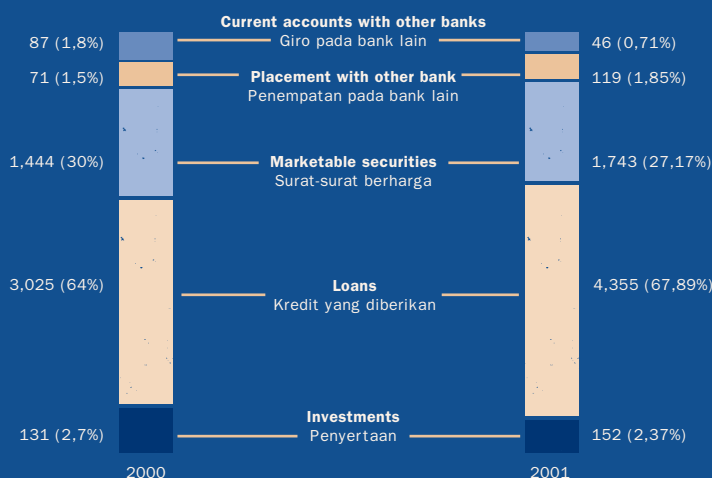 Current accounts with other banks
87 (1,8%) Giro pada bank lain 46 (0,71%)
71 (1,5%) Placement with other bank 119 (1,85%)
Penempatan pada bank lain
1,444 (30%) Marketable securities 1,743 (27,17%)
Surat-surat berharga
3,025 (64%) Loans 4,355 (67,89%)
Kredit yang diberikan
Investments
131 (2,7%) Penyertaan 152 (2,37%)
2000 2001